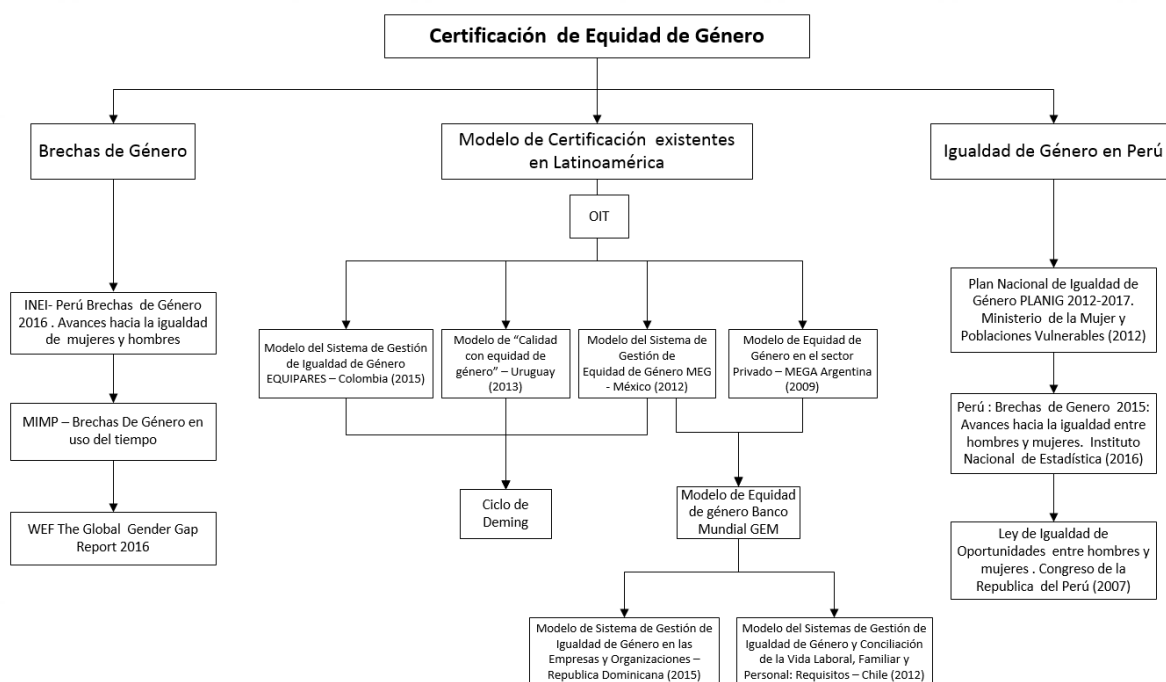 Certificación de Equidad de Género
Brechas de Género
Modelo de Certificación existentes
en Latinoamérica
Igualdad de Género en Perú
OIT
INEI- Perú Brechas de Género
2016 . Avances hacia la igualdad
de mujeres y hombres
MIMP – Brechas De Género en
uso del tiempo
WEF The Global Gender Gap
Report 2016
Modelo del Sistema de Gestión
de Igualdad de Género
EQUIPARES – Colombia (2015)
Modelo de “Calidad
con equidad de
género” – Uruguay
(2013)
Modelo del Sistema de
Gestión de
Equidad de Género MEG
- México (2012)
Modelo de Equidad de
Género en el sector
Privado – MEGA Argentina
(2009)
Ciclo de
Deming
Modelo de Equidad
de género Banco
Mundial GEM
Modelo de Sistema de Gestión de
Igualdad de Género en las
Empresas y Organizaciones –
Republica Dominicana (2015)
Modelo del Sistemas de Gestión de
Igualdad de Género y Conciliación
de la Vida Laboral, Familiar y
Personal: Requisitos – Chile (2012)
Plan Nacional de Igualdad de
Género PLANIG 2012-2017.
Ministerio de la Mujer y
Poblaciones Vulnerables (2012)
Perú : Brechas de Genero 2015:
Avances hacia la igualdad entre
hombres y mujeres. Instituto
Nacional de Estadística (2016)
Ley de Igualdad de
Oportunidades entre hombres y
mujeres . Congreso de la
Republica del Perú (2007)